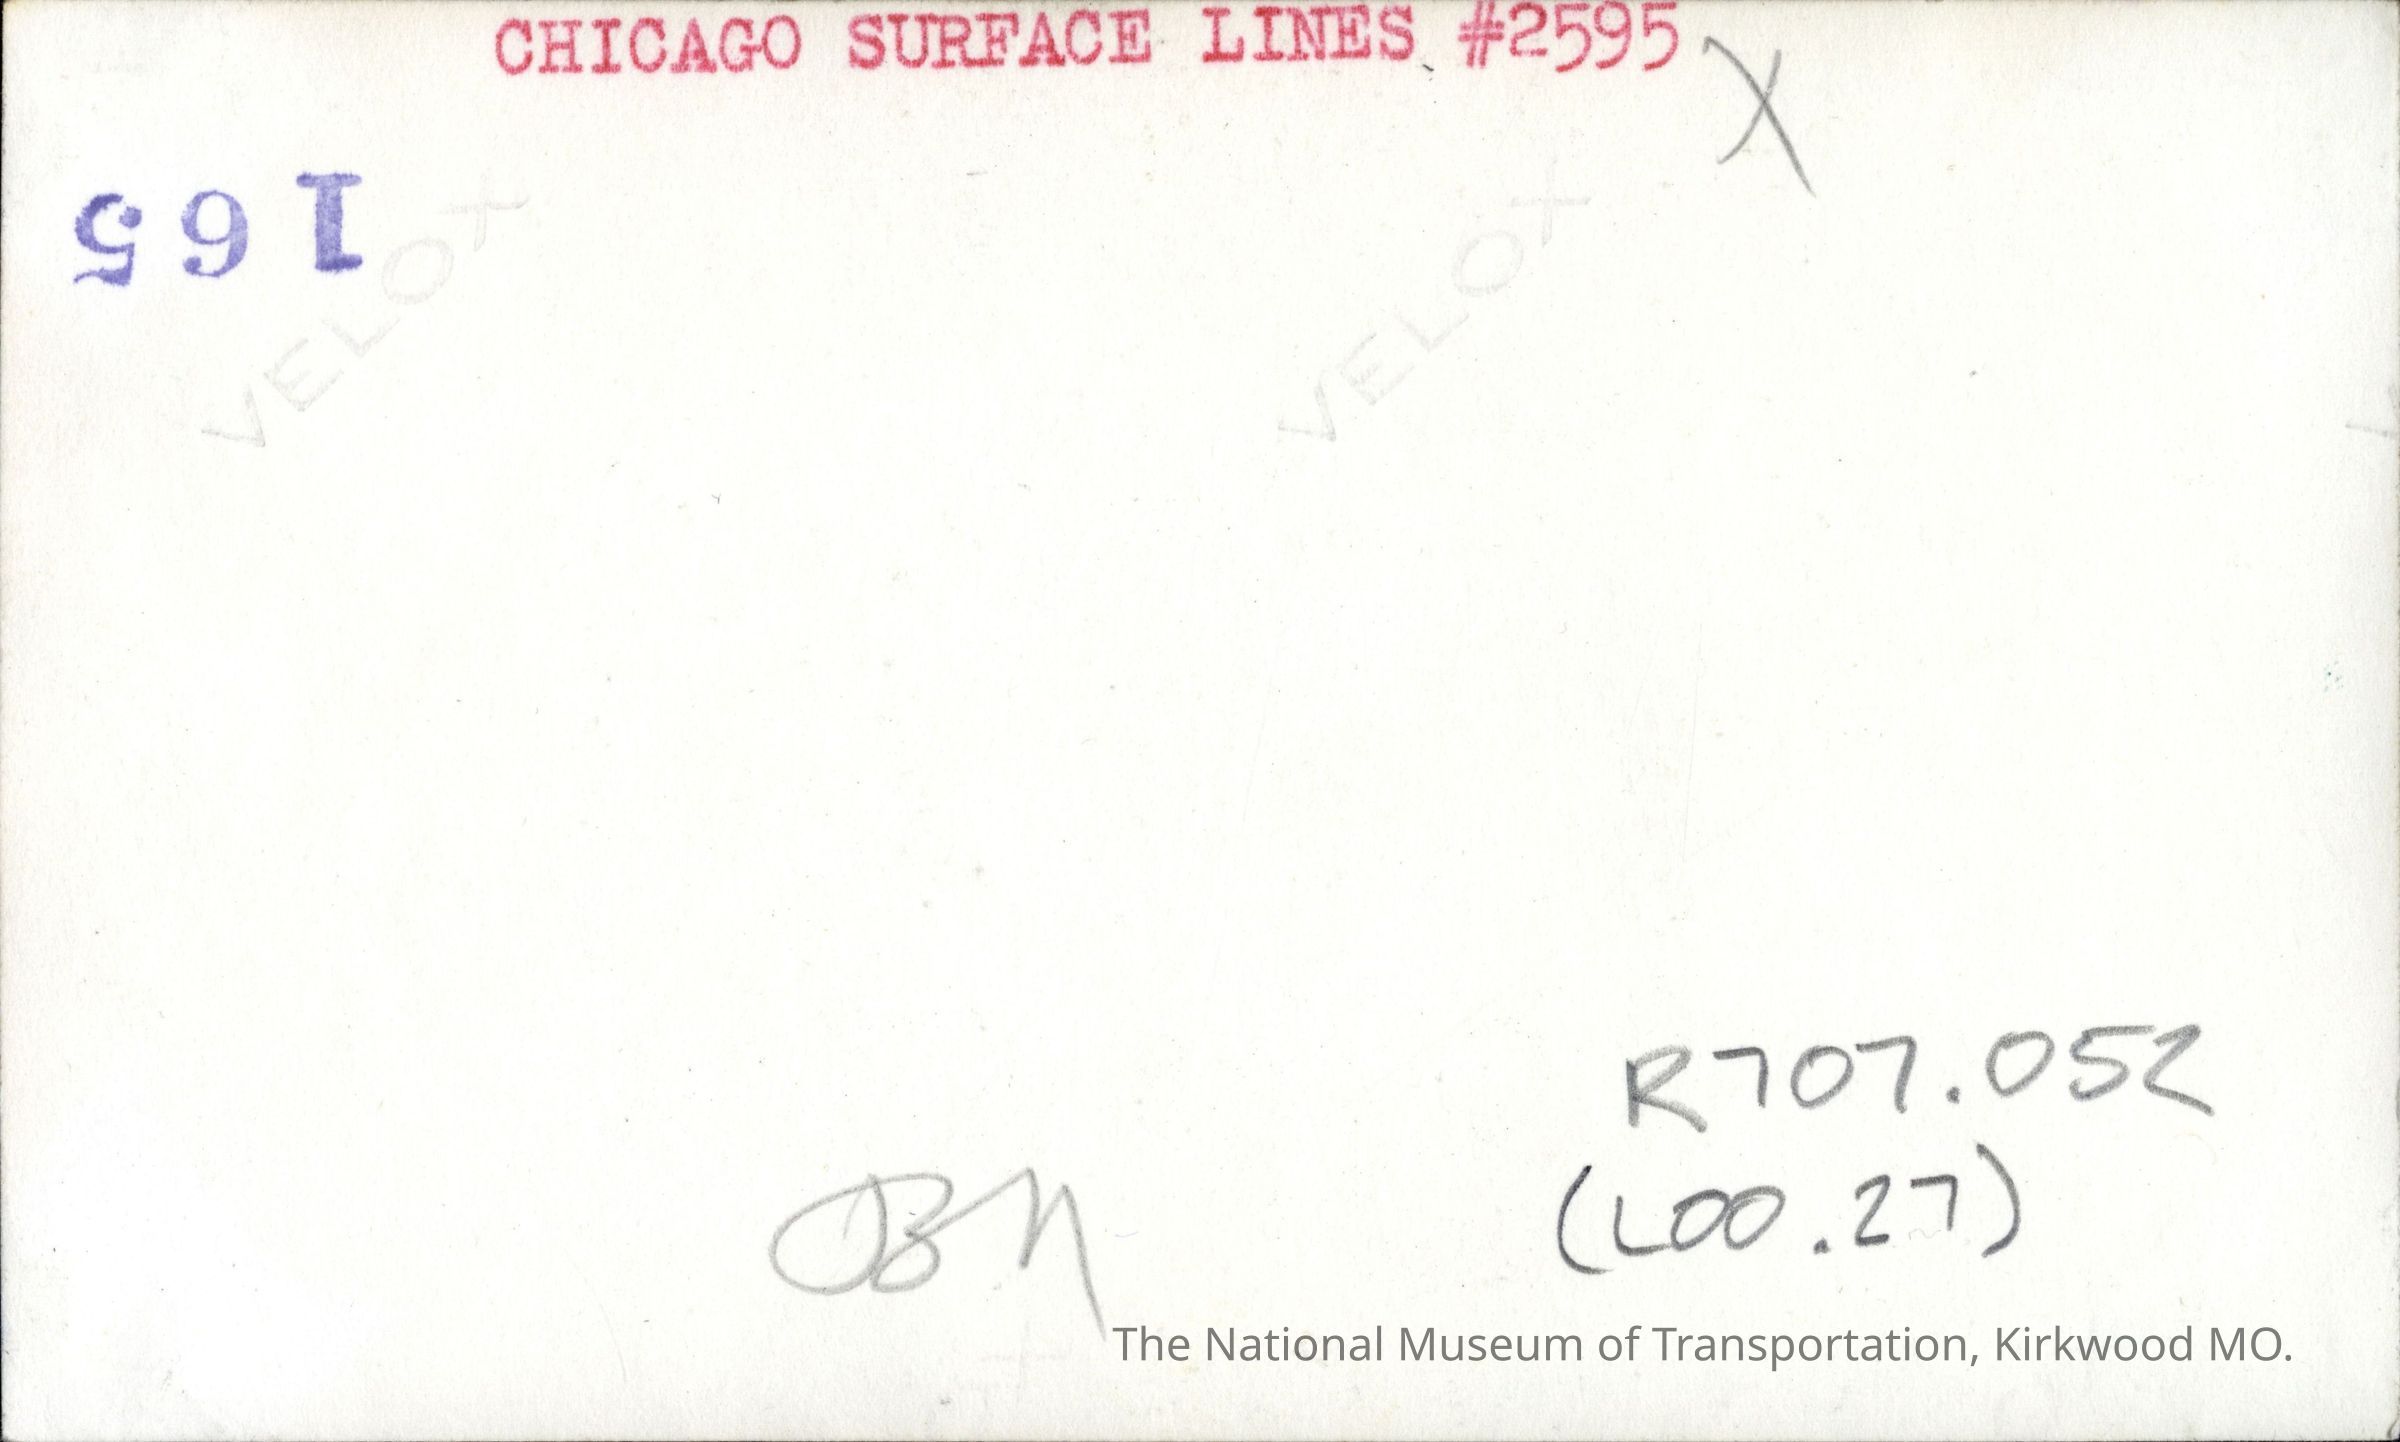 CHICAGO SURFACE LINES #2595
X
165
VELOX
VELOX
R707.052
(L00.27)
The National Museum of Transportation, Kirkwood MO.